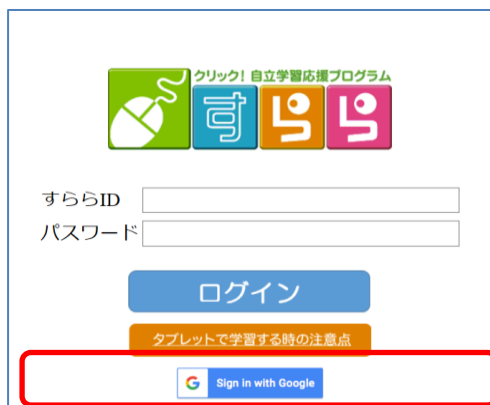 クリック！自立学習応援プログラム
すらら
すららID
パスワード
ログイン
タブレットで学習する時の注意点
G Sign in with Google